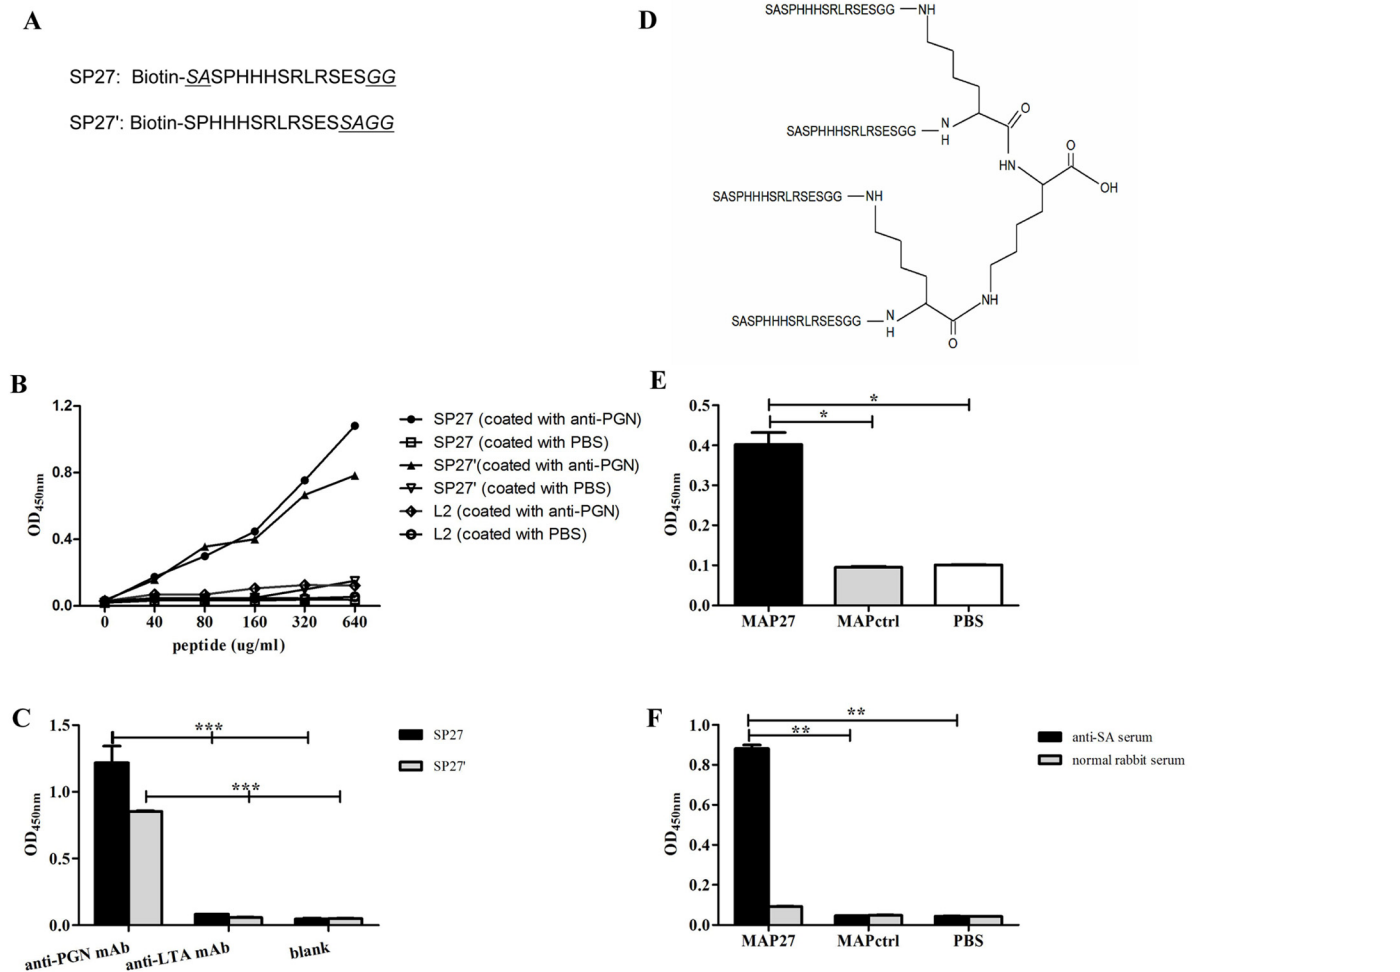 A
SP27: Biotin-SASPHHHSRLRSESGG
SP27': Biotin-SPHHHSRLRSESSAGG
D
SASPHHHSRLRSESGG —NH
SASPHHHSRLRSESGG — N
H
O
HN
O
OH
SASPHHHSRLRSESGG —NH
SASPHHHSRLRSESGG — N
H
O
NH
B
1.2
0.8
0.4
0.0
OD450nm
0 40 80 160 320 640
peptide (ug/ml)
SP27 (coated with anti-PGN)
SP27 (coated with PBS)
SP27'(coated with anti-PGN)
SP27' (coated with PBS)
L2 (coated with anti-PGN)
L2 (coated with PBS)
E
0.5
0.4
0.3
0.2
0.1
0.0
OD450nm
*
*
MAP27 MAPctrl PBS
C
1.5
1.0
0.5
0.0
OD450nm
***
***
anti-PGN mAb anti-LTA mAb blank
SP27
SP27'
F
1.0
0.8
0.6
0.4
0.2
0.0
OD450nm
**
**
MAP27 MAPctrl PBS
anti-SA serum
normal rabbit serum